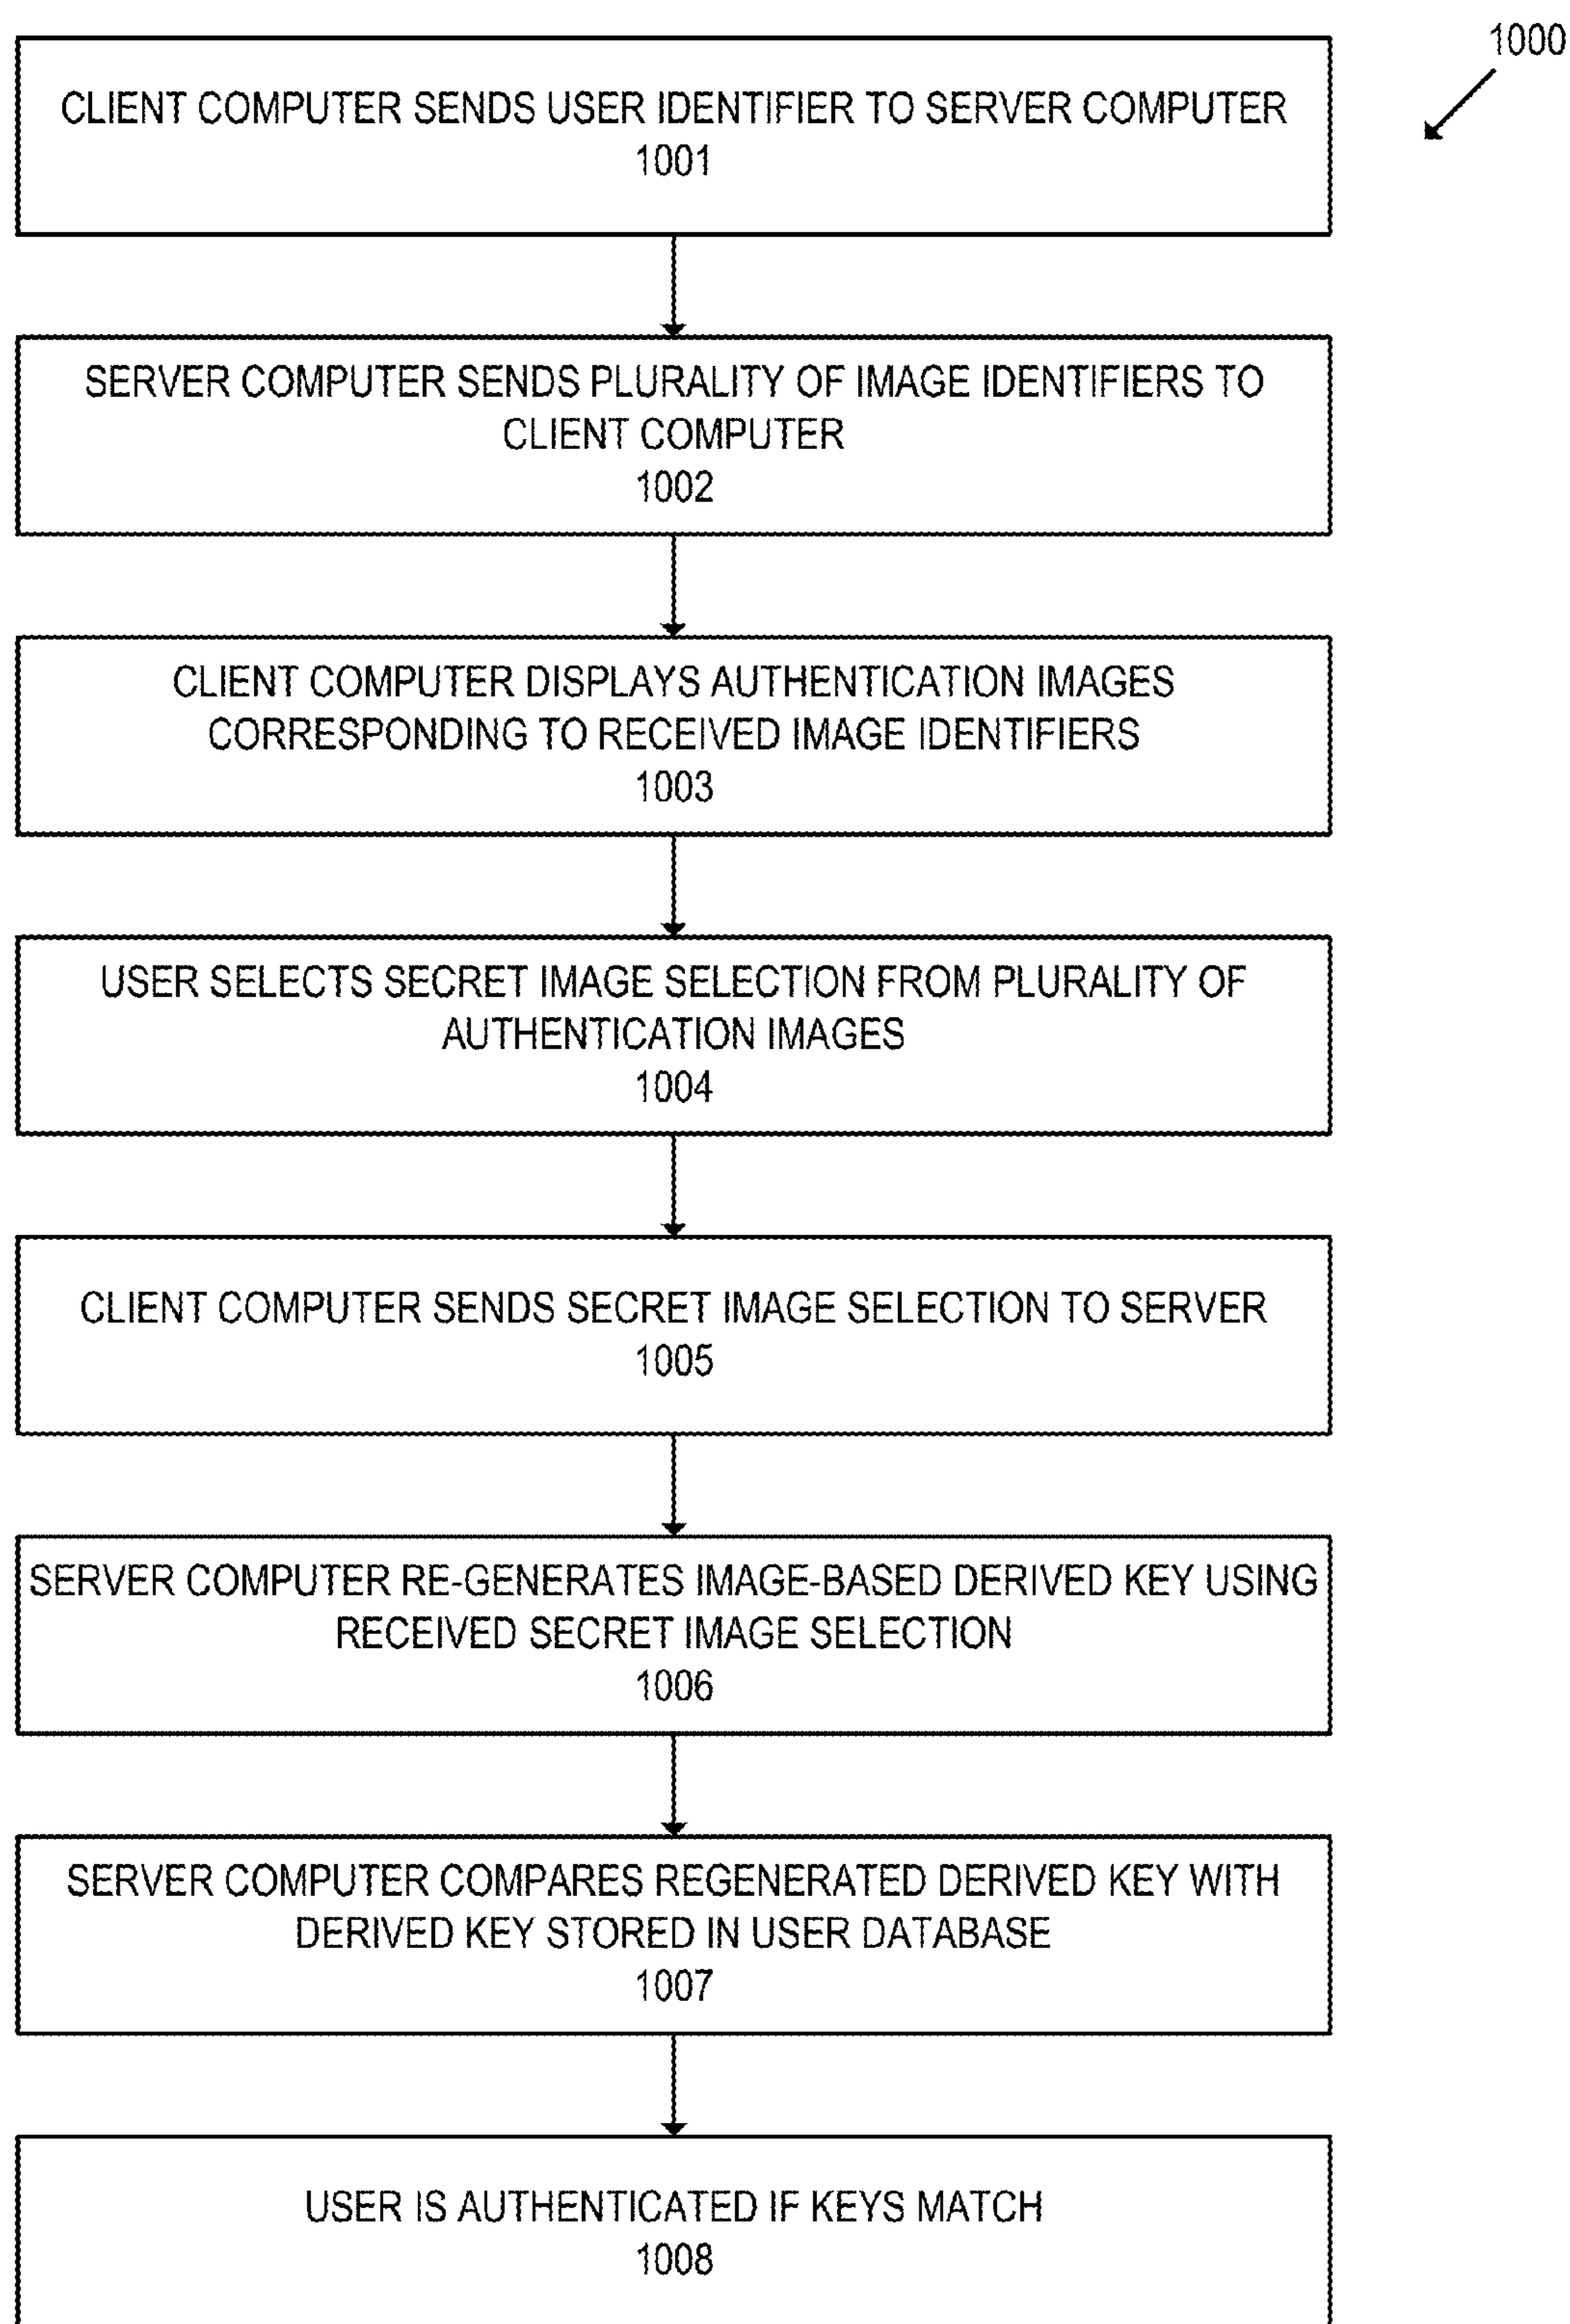 1000
CLIENT COMPUTER SENDS USER IDENTIFIER TO SERVER COMPUTER
1001
SERVER COMPUTER SENDS PLURALITY OF IMAGE IDENTIFIERS TO
CLIENT COMPUTER
1002
CLIENT COMPUTER DISPLAYS AUTHENTICATION IMAGES
CORRESPONDING TO RECEIVED IMAGE IDENTIFIERS
1003
USER SELECTS SECRET IMAGE SELECTION FROM PLURALITY OF
AUTHENTICATION IMAGES
1004
CLIENT COMPUTER SENDS SECRET IMAGE SELECTION TO SERVER
1005
SERVER COMPUTER RE-GENERATES IMAGE-BASED DERIVED KEY USING
RECEIVED SECRET IMAGE SELECTION
1006
SERVER COMPUTER COMPARES REGENERATED DERIVED KEY WITH
DERIVED KEY STORED IN USER DATABASE
1007
USER IS AUTHENTICATED IF KEYS MATCH
1008